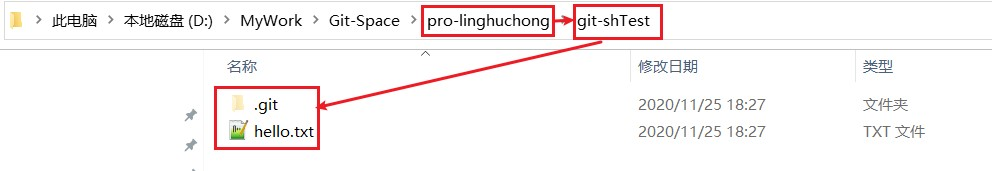 此电脑 > 本地磁盘 (D:) > MyWork > Git-Space > pro-linghuchong > git-shTest
名称 修改日期 类型
.git 2020/11/25 18:27 文件夹
hello.txt 2020/11/25 18:27 TXT 文件